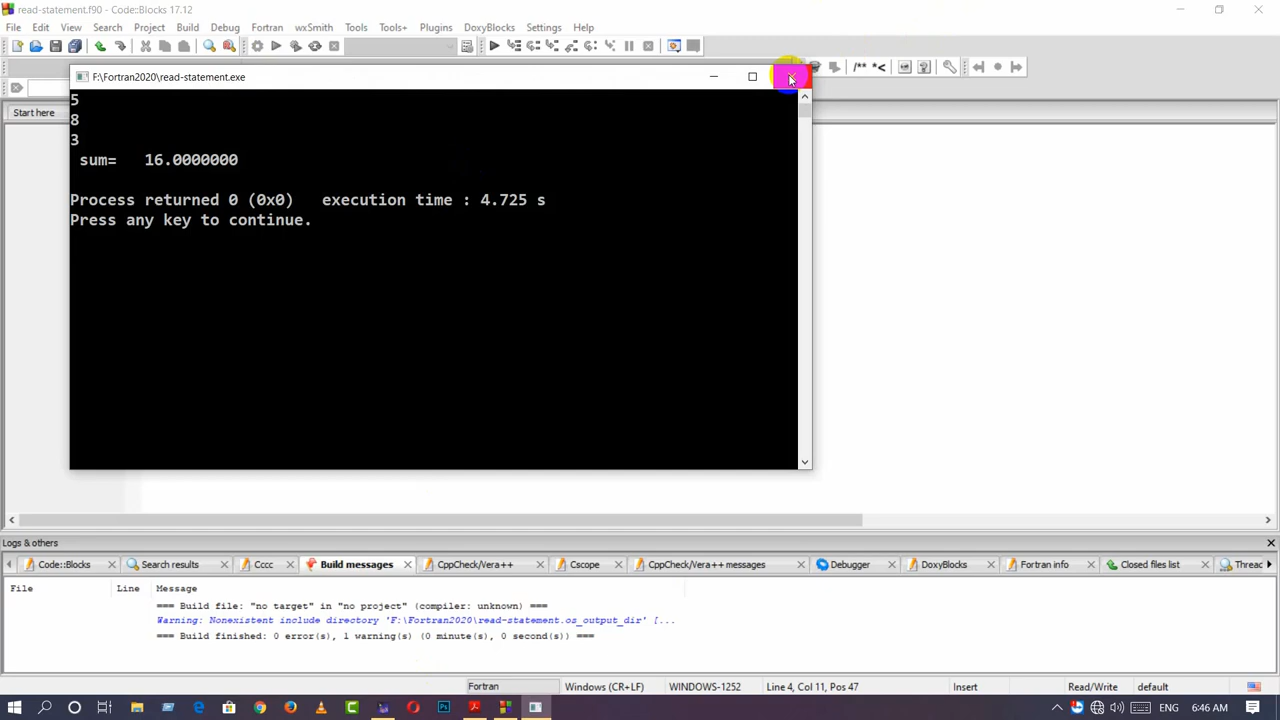 read-statement.f90 - Code::Blocks 17.12
File Edit View Search Project Build Debug Fortran wxSmith Tools Tools+ Plugins DoxyBlocks Settings Help
/** *<
F:\Fortran2020\read-statement.exe
Start here
5
8
3
sum= 16.0000000
Process returned 0 (0x0) execution time : 4.725 s
Press any key to continue.
Logs & others
Code::Blocks Search results Cccc Build messages CppCheck/Vera++ Cscope CppCheck/Vera++ messages Debugger DoxyBlocks Fortran info Closed files list Threa
File Line Message
=== Build file: "no target" in "no project" (compiler: unknown) ===
Warning: Nonexistent include directory 'F:\Fortran2020\read-statement.os_output_dir' [...
=== Build finished: 0 error(s), 1 warning(s) (0 minute(s), 0 second(s)) ===
Fortran Windows (CR+LF) WINDOWS-1252 Line 4, Col 11, Pos 47 Insert Read/Write default
ENG 6:46 AM